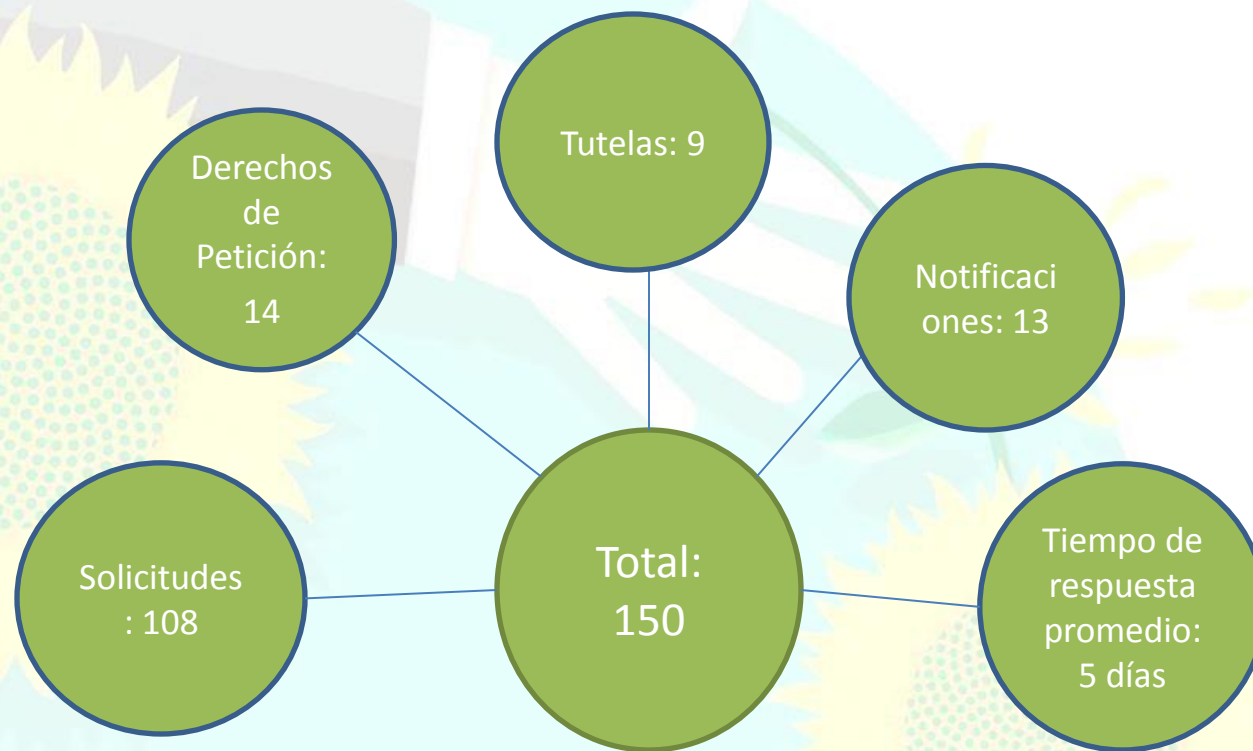 Tutelas: 9
Derechos
de
Petición:
14
Notificaci
ones: 13
Solicitudes
: 108
Total:
150
Tiempo de
respuesta
promedio:
5 días